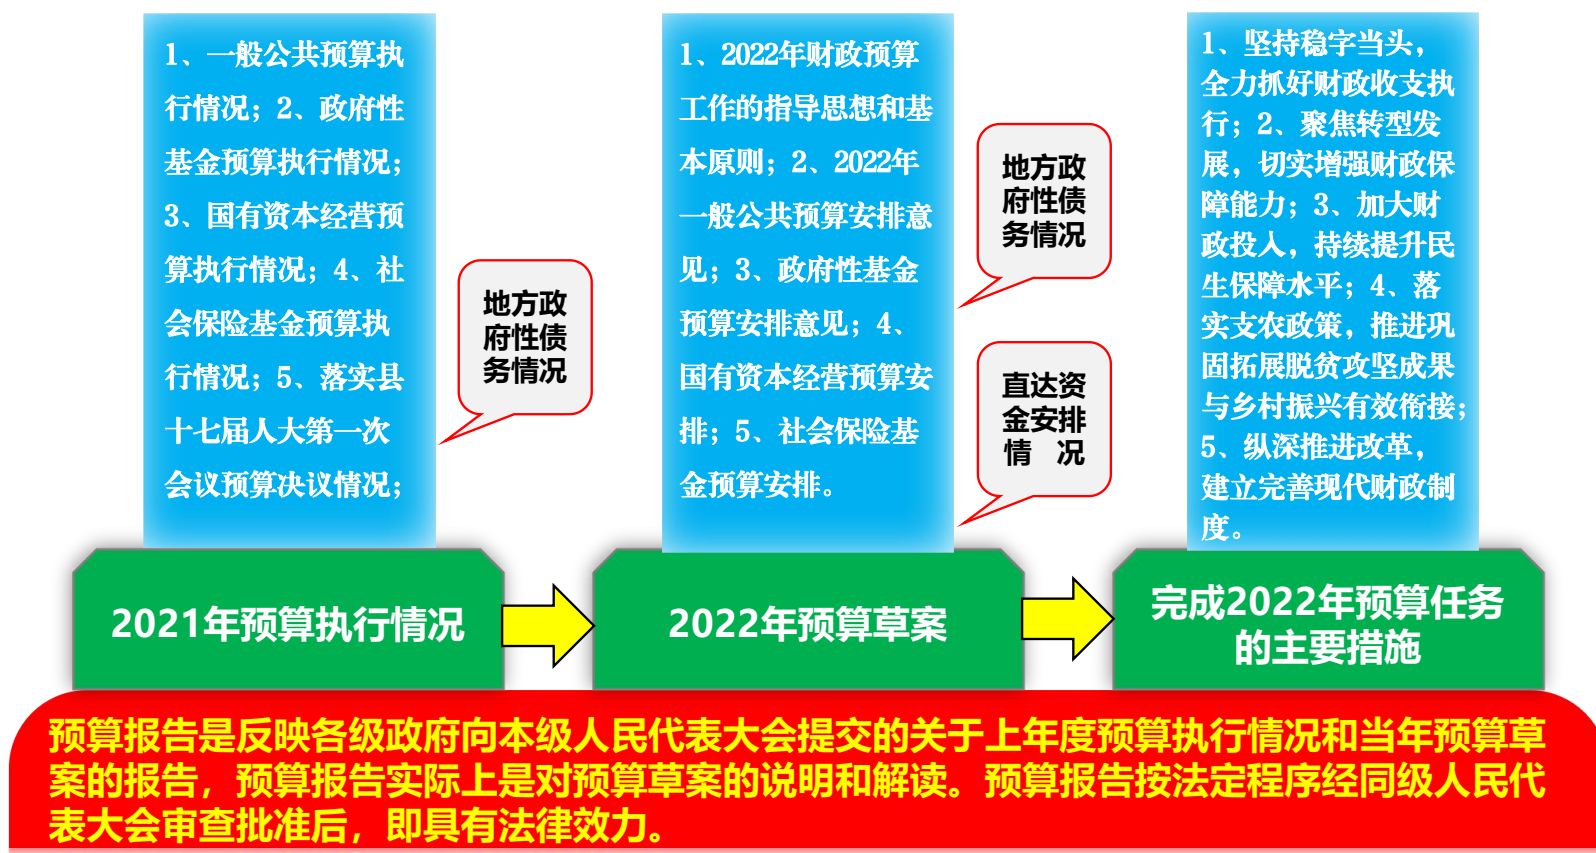 1、一般公共预算执
行情况；2、政府性
基金预算执行情况；
3、国有资本经营预
算执行情况；4、社
会保险基金预算执
行情况；5、落实县
十七届人大第一次
会议预算决议情况；
地方政
府性债
务情况
2021年预算执行情况
1、2022年财政预算
工作的指导思想和基
本原则；2、2022年
一般公共预算安排意
见；3、政府性基金
预算安排意见；4、
国有资本经营预算安
排；5、社会保险基
金预算安排。
地方政
府性债
务情况
直达资
金安排
情 况
2022年预算草案
1、坚持稳字当头，
全力抓好财政收支执
行；2、聚焦转型发
展，切实增强财政保
障能力；3、加大财
政投入，持续提升民
生保障水平；4、落
实支农政策，推进巩
固拓展脱贫攻坚成果
与乡村振兴有效衔接；
5、纵深推进改革，
建立完善现代财政制
度。
完成2022年预算任务
的主要措施
预算报告是反映各级政府向本级人民代表大会提交的关于上年度预算执行情况和当年预算草
案的报告，预算报告实际上是对预算草案的说明和解读。预算报告按法定程序经同级人民代
表大会审查批准后，即具有法律效力。